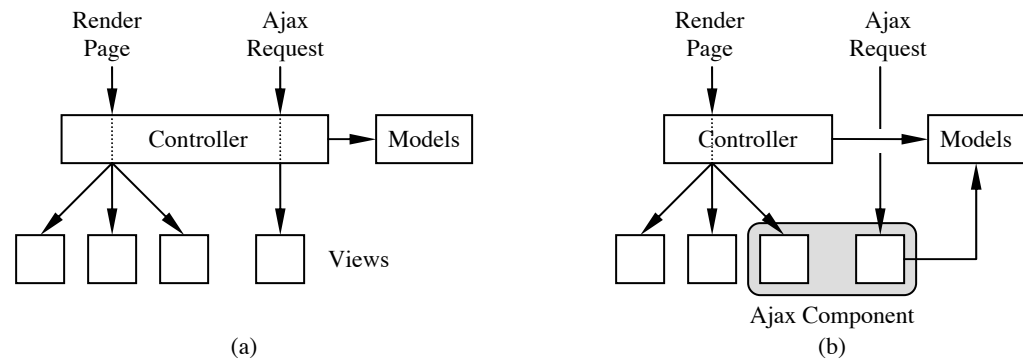 Render
Page
Ajax
Request
Controller
Models
Views
(a)
Render
Page
Ajax
Request
Controller
Models
Ajax Component
(b)